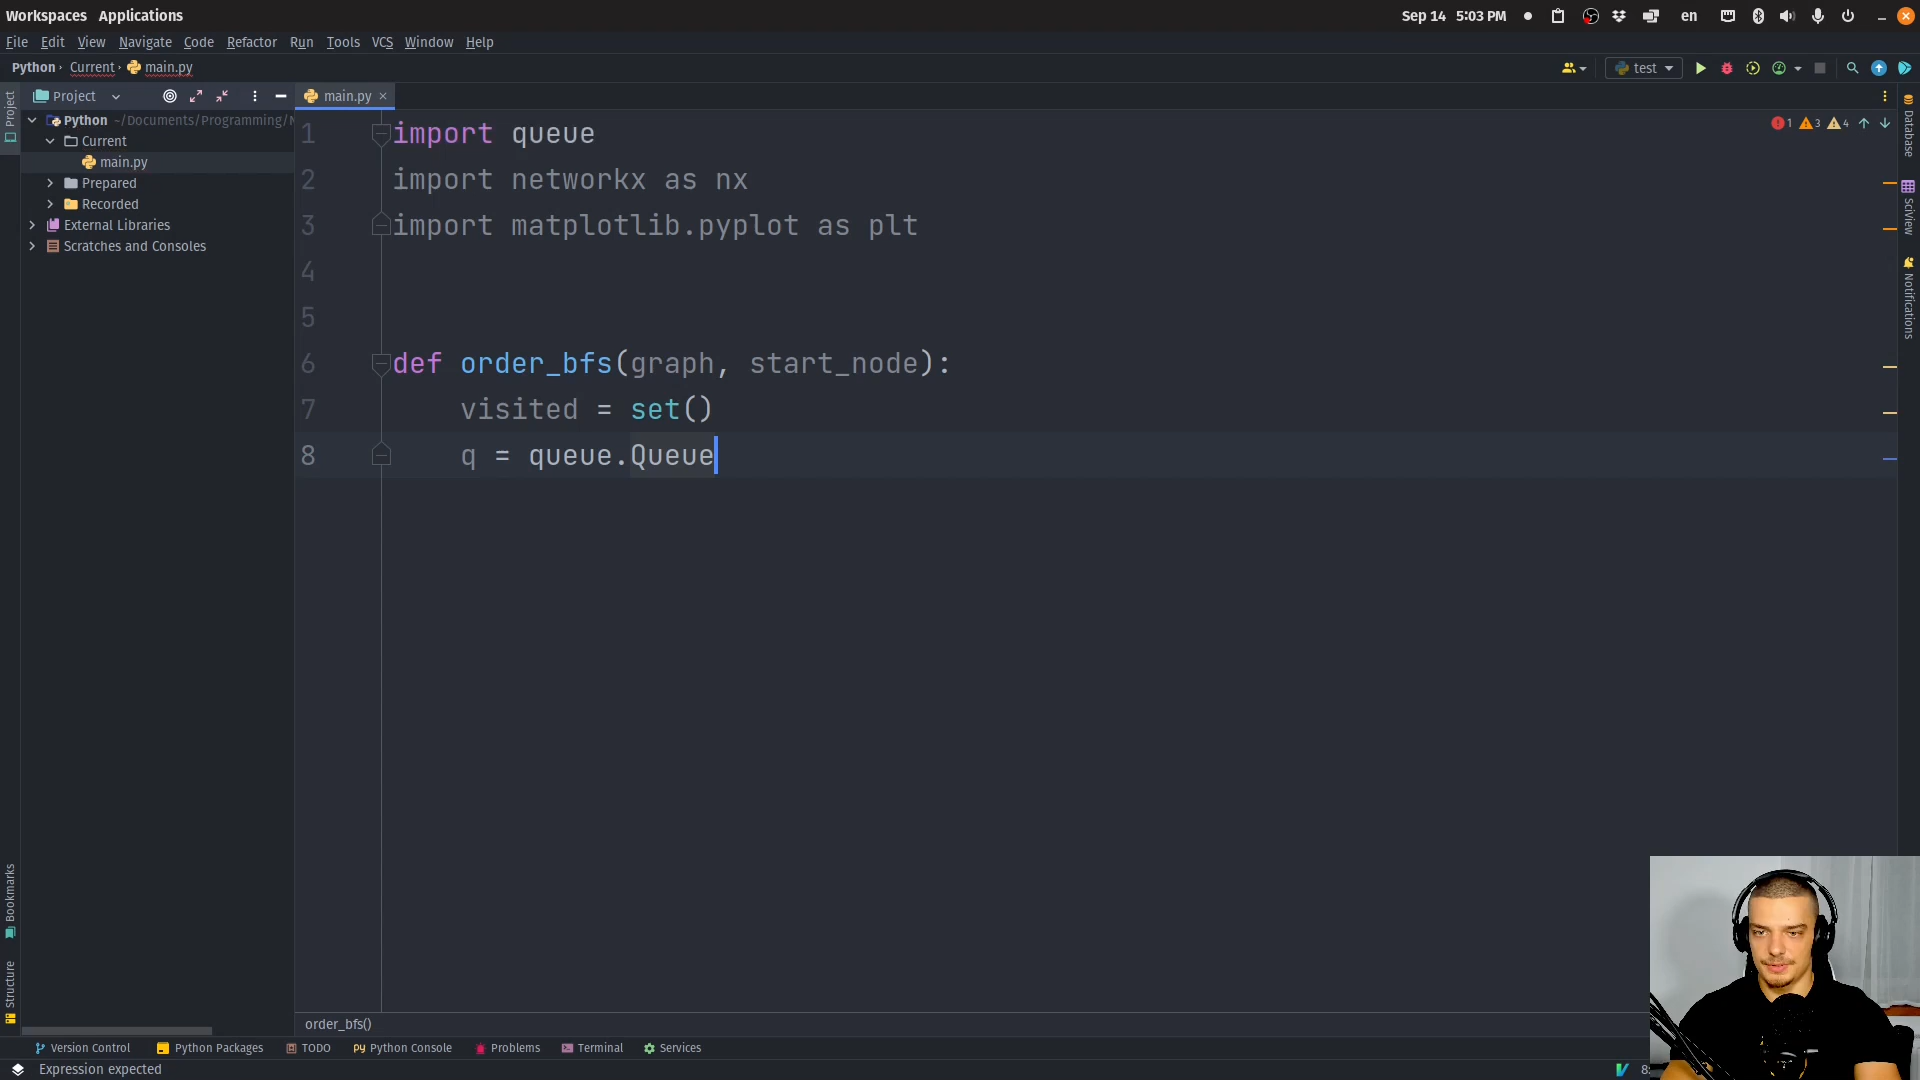 Workspaces Applications
Sep 14 5:03 PM en
File Edit View Navigate Code Refactor Run Tools VCS Window Help
Python Current main.py
test
Project
main.py
1 import queue
2 import networkx as nx
3 import matplotlib.pyplot as plt
4
5
6 def order_bfs(graph, start_node):
7 visited = set()
8 q = queue.Queue
1 3 4
Python ~/Documents/Programming/
Current
main.py
Prepared
Recorded
External Libraries
Scratches and Consoles
Project
Bookmarks
Structure
Database
SciView
Notifications
order_bfs()
Version Control Python Packages TODO Python Console Problems Terminal Services
Expression expected